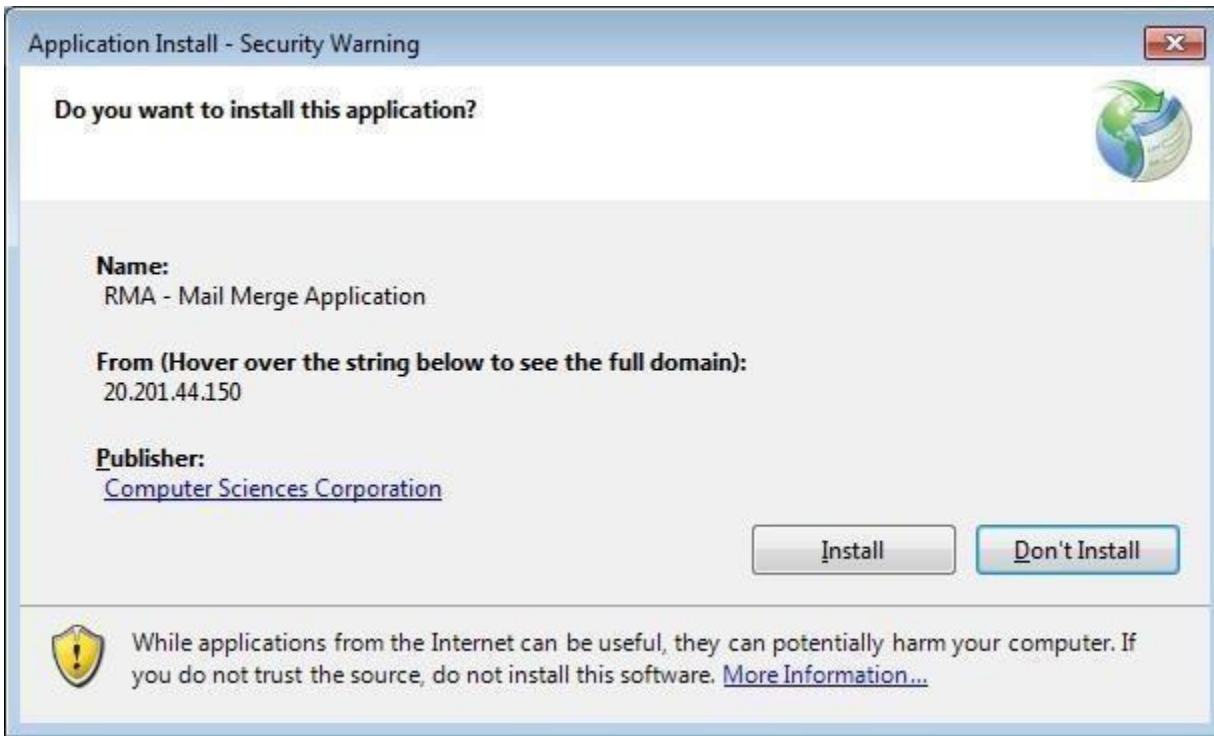 Application Install - Security Warning
Do you want to install this application?
Name:
RMA - Mail Merge Application
From (Hover over the string below to see the full domain):
20.201.44.150
Publisher:
Computer Sciences Corporation
Install
Don't Install
While applications from the Internet can be useful, they can potentially harm your computer. If
you do not trust the source, do not install this software. More Information...